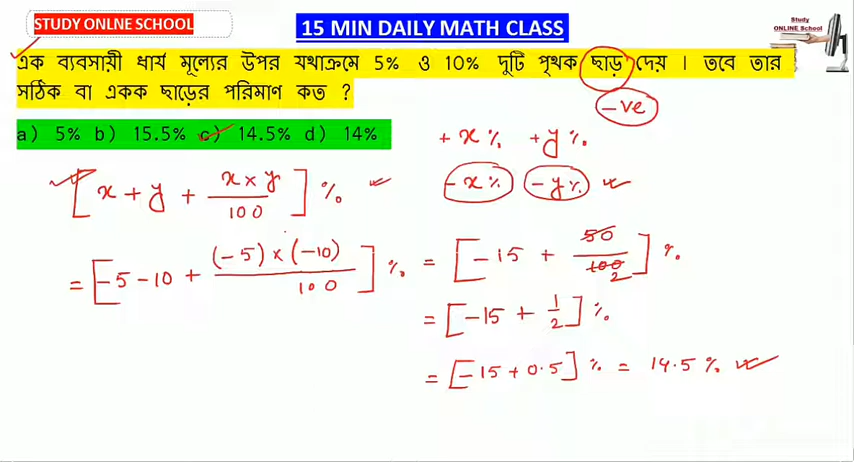 STUDY ONLNE SCHOOL
15 MIN DAILY MATH CLASS
Study
ONLINE School
এক ব্যবসায়ী ধার্য মূল্যের উপর যথাক্রমে 5% ও 10% দুটি পৃথক ছাড় দেয় । তবে তার
সঠিক বা একক ছাড়ের পরিমাণ কত ?
-ve
a) 5% b) 15.5% c) 14.5% d) 14%
+x% +y%
-x% -y%
[x + y + x×y/100]%
= [-5-10 + (-5)×(-10)/100]% = [-15 + 50/100 2]%
= [-15 + 1/2]%
= [-15 + 0.5]% = 14.5%